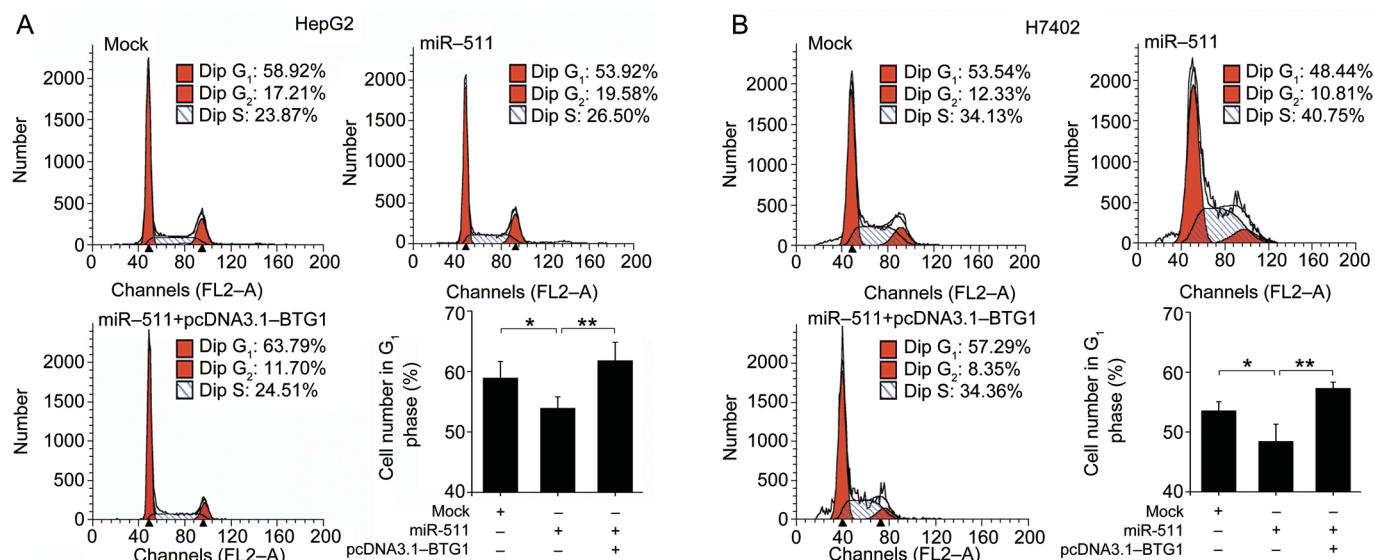 A
HepG2
Mock
Dip G1: 58.92%
Dip G2: 17.21%
Dip S: 23.87%
Number
2000
1500
1000
500
0
0 40 80 120 160 200
Channels (FL2–A)
miR–511
Dip G1: 53.92%
Dip G2: 19.58%
Dip S: 26.50%
Number
2000
1500
1000
500
0
0 40 80 120 160 200
Channels (FL2–A)
miR–511+pcDNA3.1–BTG1
Dip G1: 63.79%
Dip G2: 11.70%
Dip S: 24.51%
Number
2000
1500
1000
500
0
0 40 80 120 160 200
Channels (FL2–A)
Cell number in G1
phase (%)
70
60
50
40
* **
Mock + – –
miR-511 – + +
pcDNA3.1–BTG1 – – +
B
H7402
Mock
Dip G1: 53.54%
Dip G2: 12.33%
Dip S: 34.13%
Number
2000
1500
1000
500
0
0 40 80 120 160 200
Channels (FL2–A)
miR–511
Dip G1: 48.44%
Dip G2: 10.81%
Dip S: 40.75%
Number
2000
1500
1000
500
0
0 40 80 120 160 200
Channels (FL2–A)
miR–511+pcDNA3.1–BTG1
Dip G1: 57.29%
Dip G2: 8.35%
Dip S: 34.36%
Number
2000
1500
1000
500
0
0 40 80 120 160 200
Channels (FL2–A)
Cell number in G1
phase (%)
70
60
50
40
* **
Mock + – –
miR-511 – + +
pcDNA3.1–BTG1 – – +